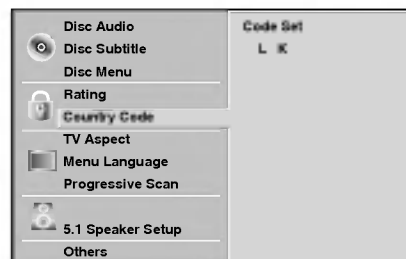 Disc Audio
Disc Subtitle
Disc Menu
Rating
Country Code
TV Aspect
Menu Language
Progressive Scan
5.1 Speaker Setup
Others
Code Set
L K